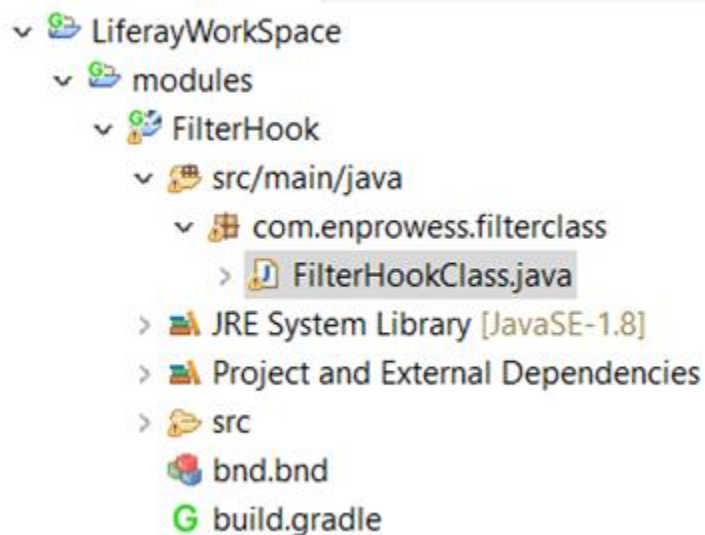 LiferayWorkSpace
modules
FilterHook
src/main/java
com.enprowess.filterclass
FilterHookClass.java
JRE System Library [JavaSE-1.8]
Project and External Dependencies
src
bnd.bnd
G build.gradle